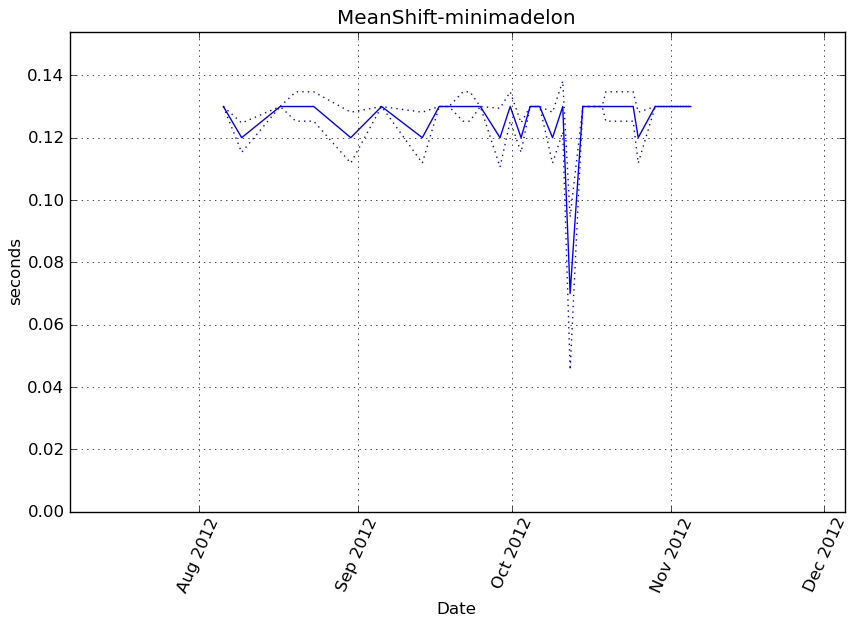 MeanShift-minimadelon
0.14
0.12
0.10
0.08
0.06
0.04
0.02
0.00
seconds
Aug 2012
Sep 2012
Oct 2012
Nov 2012
Dec 2012
Date